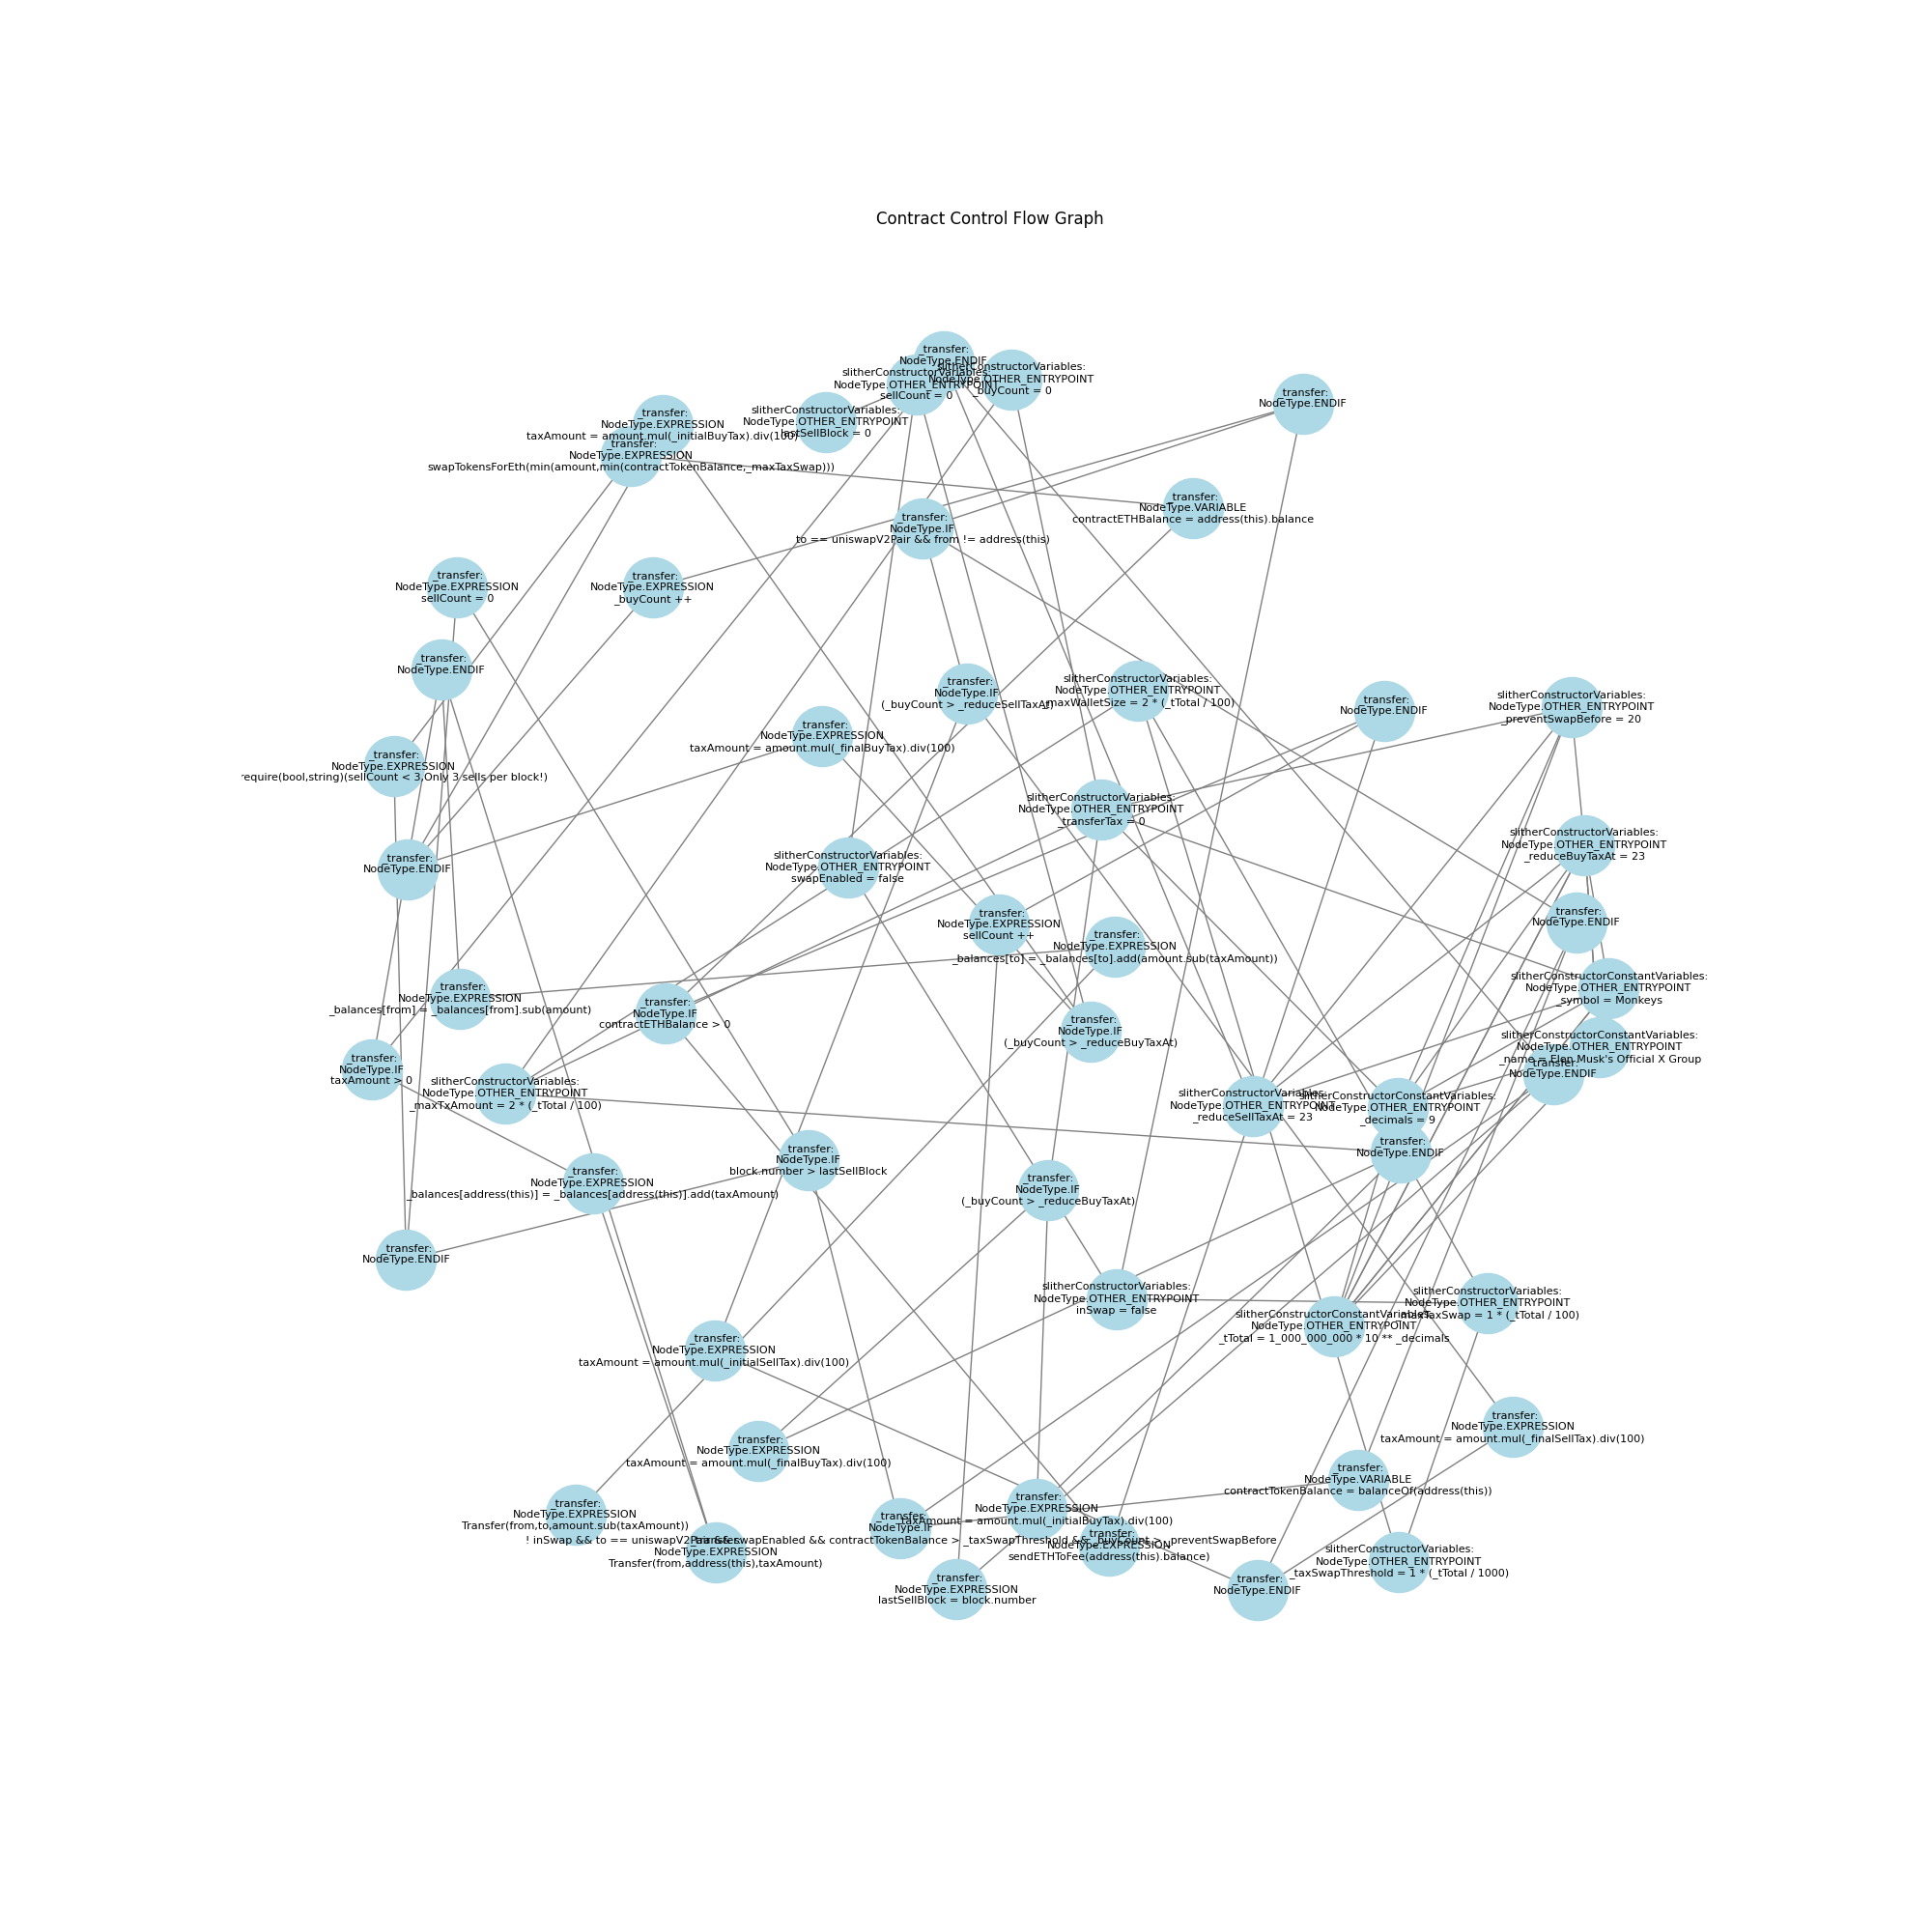 Contract Control Flow Graph
_transfer:
NodeType.ENDIF
slitherConstructorVariables:
NodeType.OTHER_ENTRYPOINT
sellCount = 0
slitherConstructorVariables:
NodeType.OTHER_ENTRYPOINT
_buyCount = 0
_transfer:
NodeType.ENDIF
slitherConstructorVariables:
NodeType.OTHER_ENTRYPOINT
lastSellBlock = 0
_transfer:
NodeType.EXPRESSION
taxAmount = amount.mul(_initialBuyTax).div(100)
_transfer:
NodeType.EXPRESSION
swapTokensForEth(min(amount,min(contractTokenBalance,_maxTaxSwap)))
_transfer:
NodeType.VARIABLE
contractETHBalance = address(this).balance
_transfer:
NodeType.IF
to == uniswapV2Pair && from != address(this)
_transfer:
NodeType.EXPRESSION
sellCount = 0
_transfer:
NodeType.EXPRESSION
_buyCount ++
_transfer:
NodeType.ENDIF
_transfer:
NodeType.IF
(_buyCount > _reduceSellTaxAt)
slitherConstructorVariables:
NodeType.OTHER_ENTRYPOINT
_maxWalletSize = 2 * (_tTotal / 100)
_transfer:
NodeType.ENDIF
slitherConstructorVariables:
NodeType.OTHER_ENTRYPOINT
_preventSwapBefore = 20
_transfer:
NodeType.EXPRESSION
taxAmount = amount.mul(_finalBuyTax).div(100)
_transfer:
NodeType.EXPRESSION
require(bool,string)(sellCount < 3,Only 3 sells per block!)
slitherConstructorVariables:
NodeType.OTHER_ENTRYPOINT
_transferTax = 0
slitherConstructorVariables:
NodeType.OTHER_ENTRYPOINT
_reduceBuyTaxAt = 23
_transfer:
NodeType.ENDIF
slitherConstructorVariables:
NodeType.OTHER_ENTRYPOINT
swapEnabled = false
_transfer:
NodeType.EXPRESSION
sellCount ++
_transfer:
NodeType.ENDIF
_transfer:
NodeType.EXPRESSION
_balances[to] = _balances[to].add(amount.sub(taxAmount))
slitherConstructorConstantVariables:
NodeType.OTHER_ENTRYPOINT
_symbol = Monkeys
_transfer:
NodeType.EXPRESSION
_balances[from] = _balances[from].sub(amount)
_transfer:
NodeType.IF
contractETHBalance > 0
_transfer:
NodeType.IF
(_buyCount > _reduceBuyTaxAt)
slitherConstructorConstantVariables:
NodeType.OTHER_ENTRYPOINT
_name = Elon Musk's Official X Group
_transfer:
NodeType.ENDIF
_transfer:
NodeType.IF
taxAmount > 0
slitherConstructorVariables:
NodeType.OTHER_ENTRYPOINT
_maxTxAmount = 2 * (_tTotal / 100)
slitherConstructorVariables:
NodeType.OTHER_ENTRYPOINT
_reduceSellTaxAt = 23
slitherConstructorConstantVariables:
NodeType.OTHER_ENTRYPOINT
_decimals = 9
_transfer:
NodeType.ENDIF
_transfer:
NodeType.IF
block.number > lastSellBlock
_transfer:
NodeType.EXPRESSION
_balances[address(this)] = _balances[address(this)].add(taxAmount)
_transfer:
NodeType.IF
(_buyCount > _reduceBuyTaxAt)
_transfer:
NodeType.ENDIF
slitherConstructorVariables:
NodeType.OTHER_ENTRYPOINT
inSwap = false
slitherConstructorVariables:
NodeType.OTHER_ENTRYPOINT
_maxTaxSwap = 1 * (_tTotal / 100)
slitherConstructorConstantVariables:
NodeType.OTHER_ENTRYPOINT
_tTotal = 1_000_000_000 * 10 ** _decimals
_transfer:
NodeType.EXPRESSION
taxAmount = amount.mul(_initialSellTax).div(100)
_transfer:
NodeType.EXPRESSION
taxAmount = amount.mul(_finalSellTax).div(100)
_transfer:
NodeType.EXPRESSION
taxAmount = amount.mul(_finalBuyTax).div(100)
_transfer:
NodeType.VARIABLE
contractTokenBalance = balanceOf(address(this))
_transfer:
NodeType.EXPRESSION
Transfer(from,to,amount.sub(taxAmount))
_transfer:
NodeType.EXPRESSION
taxAmount = amount.mul(_initialBuyTax).div(100)
_transfer:
NodeType.IF
! inSwap && to == uniswapV2Pair && swapEnabled && contractTokenBalance > _taxSwapThreshold && _buyCount > _preventSwapBefore
_transfer:
NodeType.EXPRESSION
sendETHToFee(address(this).balance)
_transfer:
NodeType.EXPRESSION
Transfer(from,address(this),taxAmount)
slitherConstructorVariables:
NodeType.OTHER_ENTRYPOINT
_taxSwapThreshold = 1 * (_tTotal / 1000)
_transfer:
NodeType.EXPRESSION
lastSellBlock = block.number
_transfer:
NodeType.ENDIF